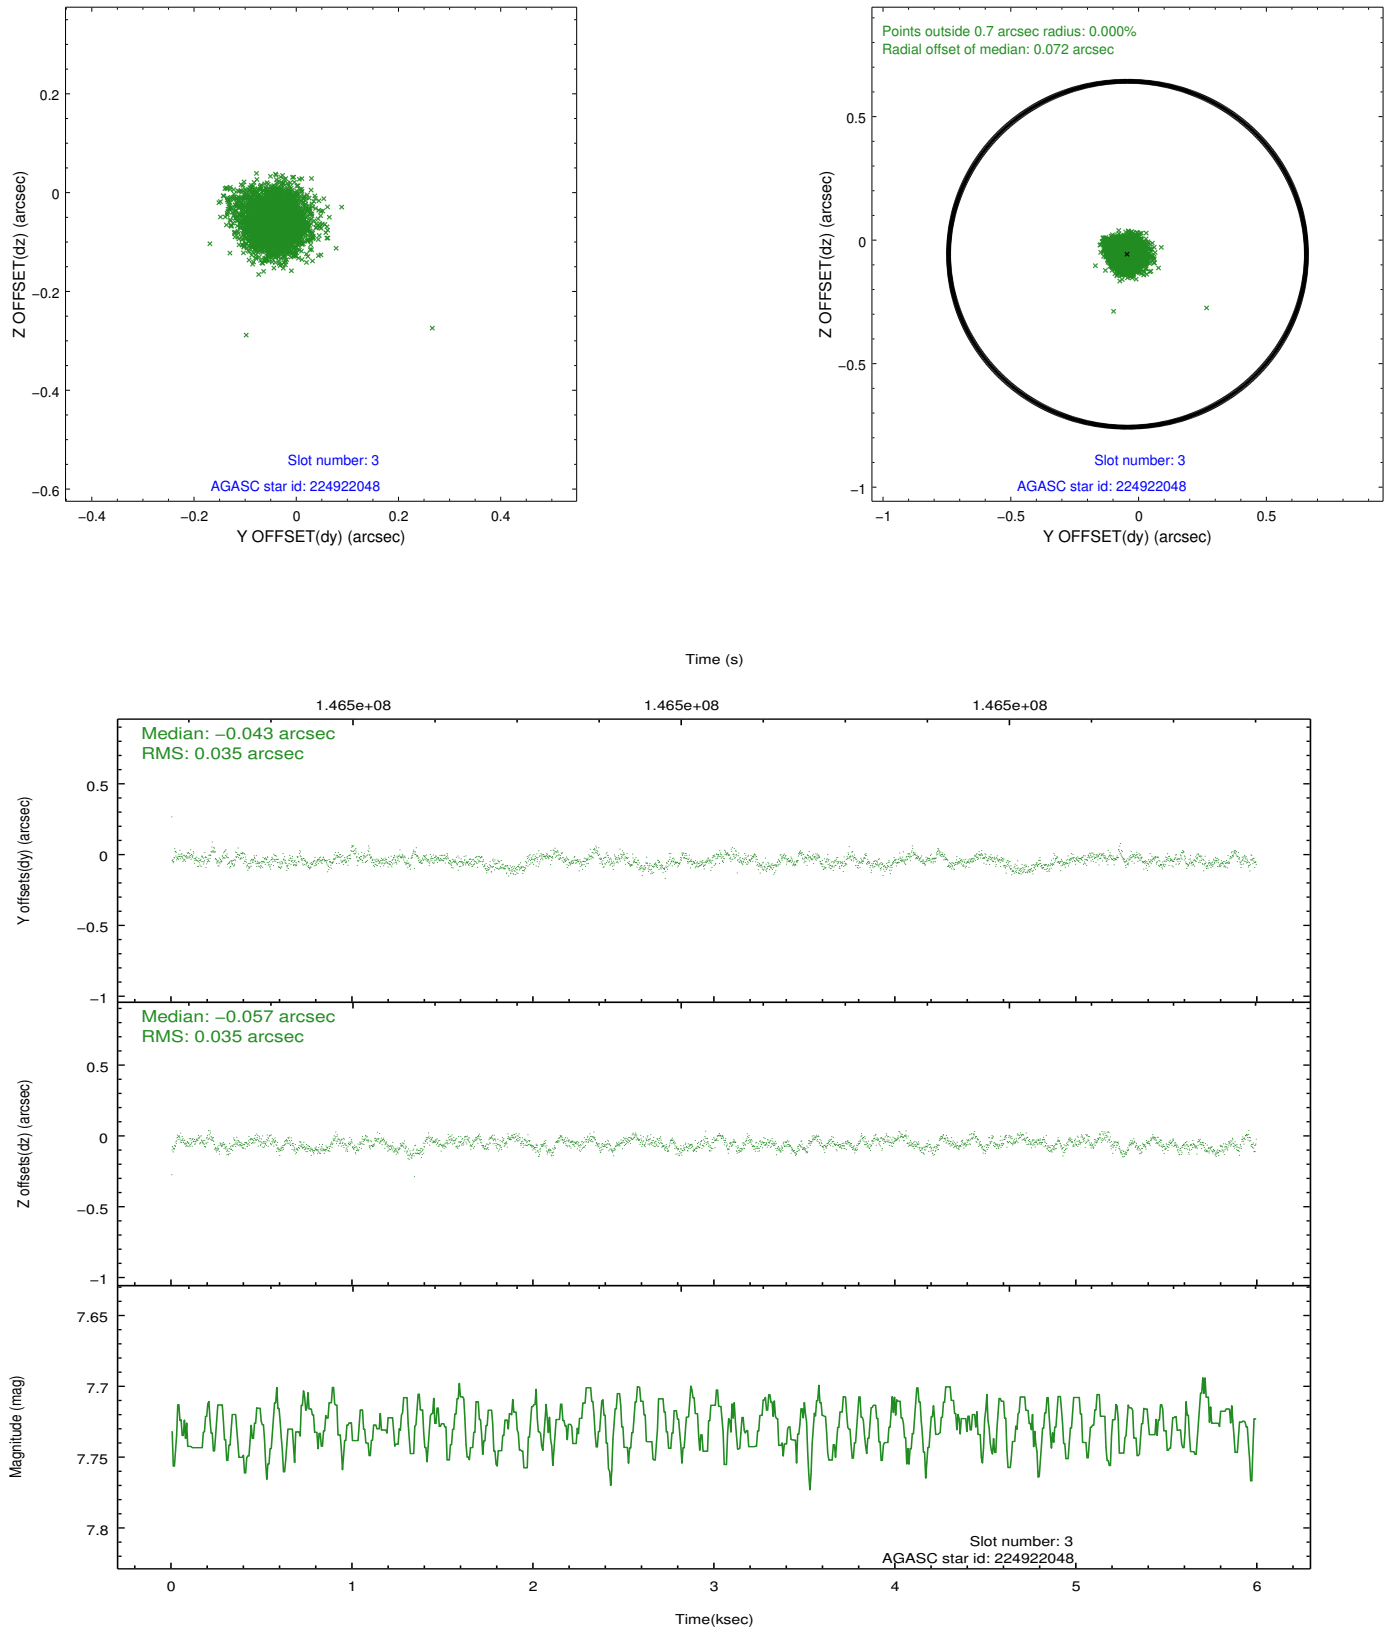 0.2
0
−0.2
−0.4
−0.6
Z OFFSET(dz) (arcsec)
Slot number: 3
AGASC star id: 224922048
−0.4
−0.2
0
0.2
0.4
Y OFFSET(dy) (arcsec)
Points outside 0.7 arcsec radius: 0.000%
Radial offset of median: 0.072 arcsec
0.5
0
−0.5
−1
Z OFFSET(dz) (arcsec)
Slot number: 3
AGASC star id: 224922048
−1
−0.5
0
0.5
Y OFFSET(dy) (arcsec)
Time (s)
1.465e+08
1.465e+08
1.465e+08
Median: −0.043 arcsec
RMS: 0.035 arcsec
0.5
0
−0.5
−1
Y offsets(dy) (arcsec)
Median: −0.057 arcsec
RMS: 0.035 arcsec
0.5
0
−0.5
−1
Z offsets(dz) (arcsec)
7.65
7.7
7.75
7.8
Magnitude (mag)
Slot number: 3
AGASC star id: 224922048
0
1
2
3
4
5
6
Time(ksec)